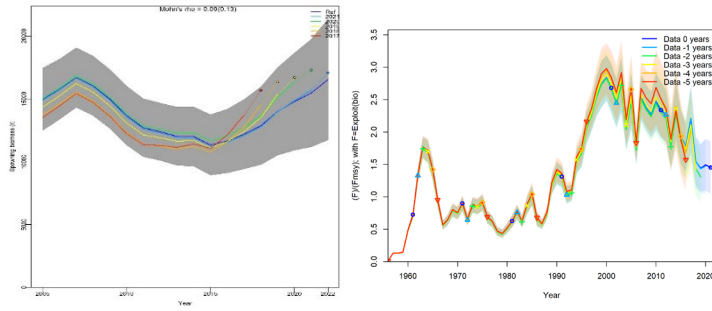 Mohn's rho = 0.09(0.13)
Ref
2021
2020
2019
2018
2017
20000
15000
10000
5000
0
Spawning biomass (t)
2005
2010
2015
2020
2022
Year
Data 0 years
Data -1 years
Data -2 years
Data -3 years
Data -4 years
Data -5 years
3.5
3.0
2.5
2.0
1.5
1.0
0.5
0.0
(F)/(Fmsy); with F=Exploit(bio)
1960
1970
1980
1990
2000
2010
2020
Year